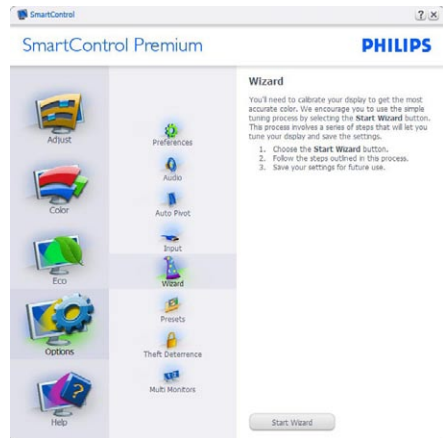 SmartControl
SmartControl Premium
PHILIPS
Adjust
Color
Eco
Options
Help
Preferences
Audio
Auto Pivot
Input
Wizard
Presets
Theft Deterrence
Multi Monitors
Wizard
You'll need to calibrate your display to get the most
accurate color. We encourage you to use the simple
tuning process by selecting the Start Wizard button.
This process involves a series of steps that will let you
tune your display and save the settings.
1. Choose the Start Wizard button.
2. Follow the steps outlined in this process.
3. Save your settings for future use.
Start Wizard